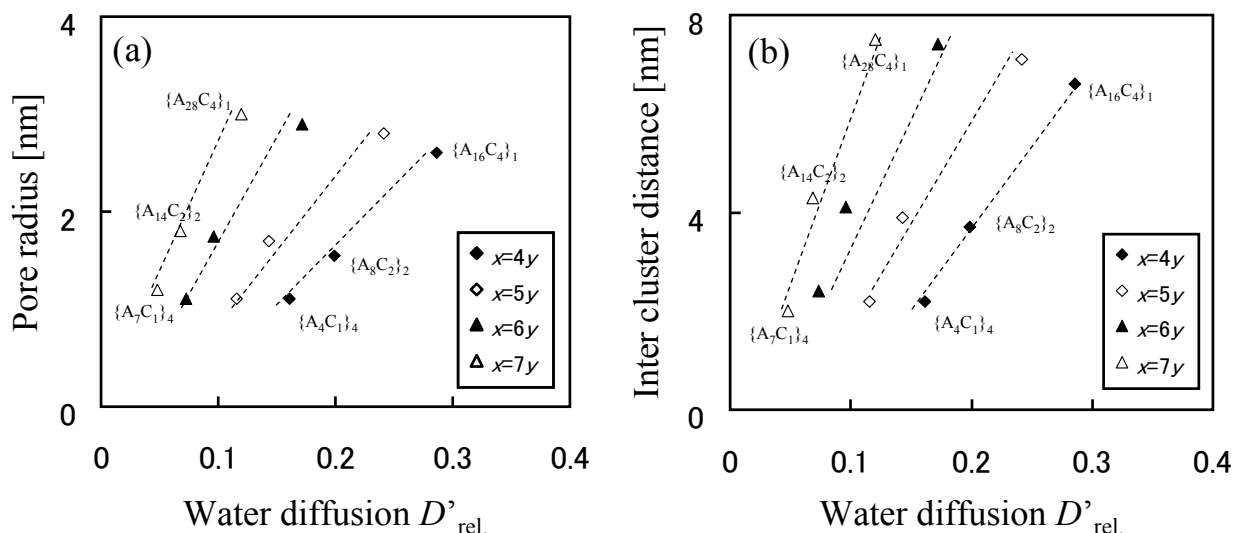 (a)
Pore radius [nm]
4
2
0
{A₂₈C₄}₁
{A₁₄C₂}₂
{A₇C₁}₄
{A₁₆C₄}₁
{A₈C₂}₂
{A₄C₁}₄
x=4y
x=5y
x=6y
x=7y
0 0.1 0.2 0.3 0.4
Water diffusion D’rel.
(b)
Inter cluster distance [nm]
8
4
0
{A₂₈C₄}₁
{A₁₄C₂}₂
{A₇C₁}₄
{A₁₆C₄}₁
{A₈C₂}₂
{A₄C₁}₄
x=4y
x=5y
x=6y
x=7y
0 0.1 0.2 0.3 0.4
Water diffusion D’rel.